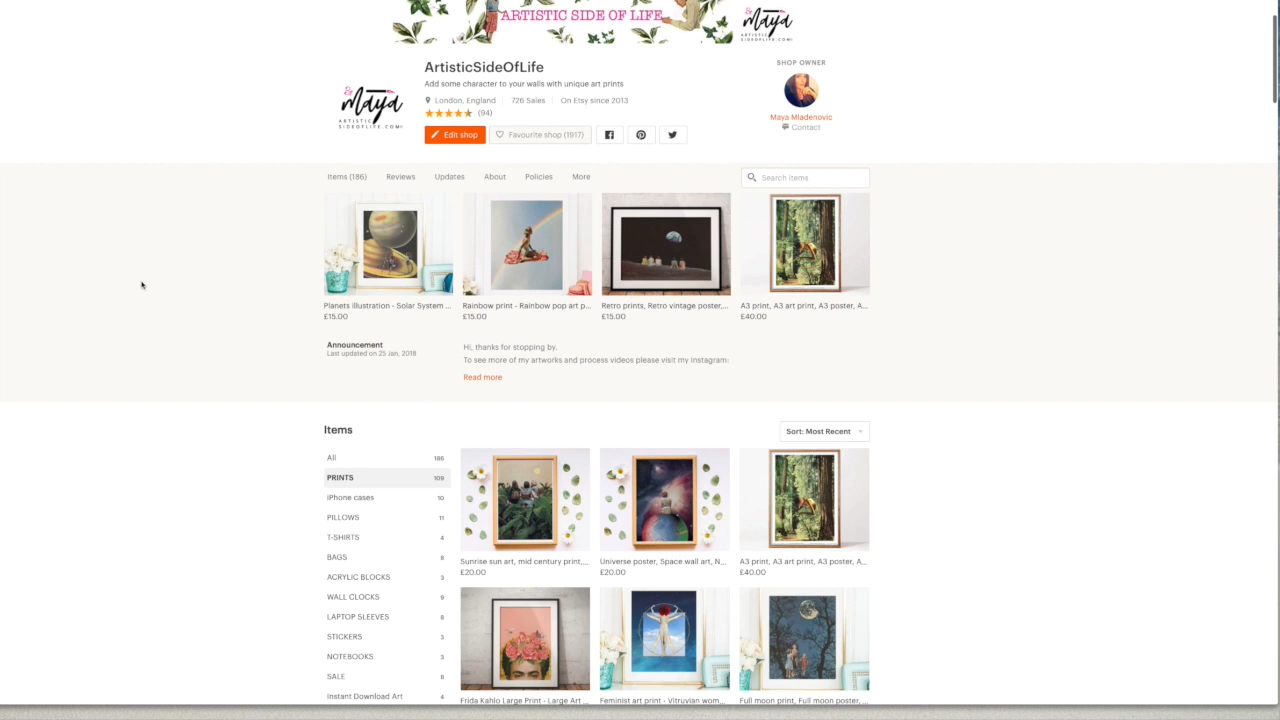 ARTISTIC SIDE OF LIFE
& Maya
ARTISTIC
SIDEOFLIFE.COM
ArtisticSideOfLife
Add some character to your walls with unique art prints
London, England
726 Sales
On Etsy since 2013
(94)
Edit shop
Favourite shop (1917)
& Maya
ARTISTIC
SIDEOFLIFE.COM
SHOP OWNER
Maya Mladenovic
Contact
Items (186)
Reviews
Updates
About
Policies
More
Search items
Planets illustration - Solar System ...
£15.00
Rainbow print - Rainbow pop art p...
£15.00
Retro prints, Retro vintage poster,...
£15.00
A3 print, A3 art print, A3 poster, A...
£40.00
Announcement
Last updated on 25 Jan, 2018
Hi, thanks for stopping by.
To see more of my artworks and process videos please visit my instagram:
Read more
Items
Sort: Most Recent
All 186
PRINTS 109
iPhone cases 10
PILLOWS 11
T-SHIRTS 4
BAGS 8
ACRYLIC BLOCKS 3
WALL CLOCKS 9
LAPTOP SLEEVES 8
STICKERS 3
NOTEBOOKS 3
SALE 8
Instant Download Art 4
Sunrise sun art, mid century print,...
£20.00
Universe poster, Space wall art, N...
£20.00
A3 print, A3 art print, A3 poster, A...
£40.00
Frida Kahlo Large Print - Large Art ...
Feminist art print - Vitruvian wom...
Full moon print, Full moon poster, ...